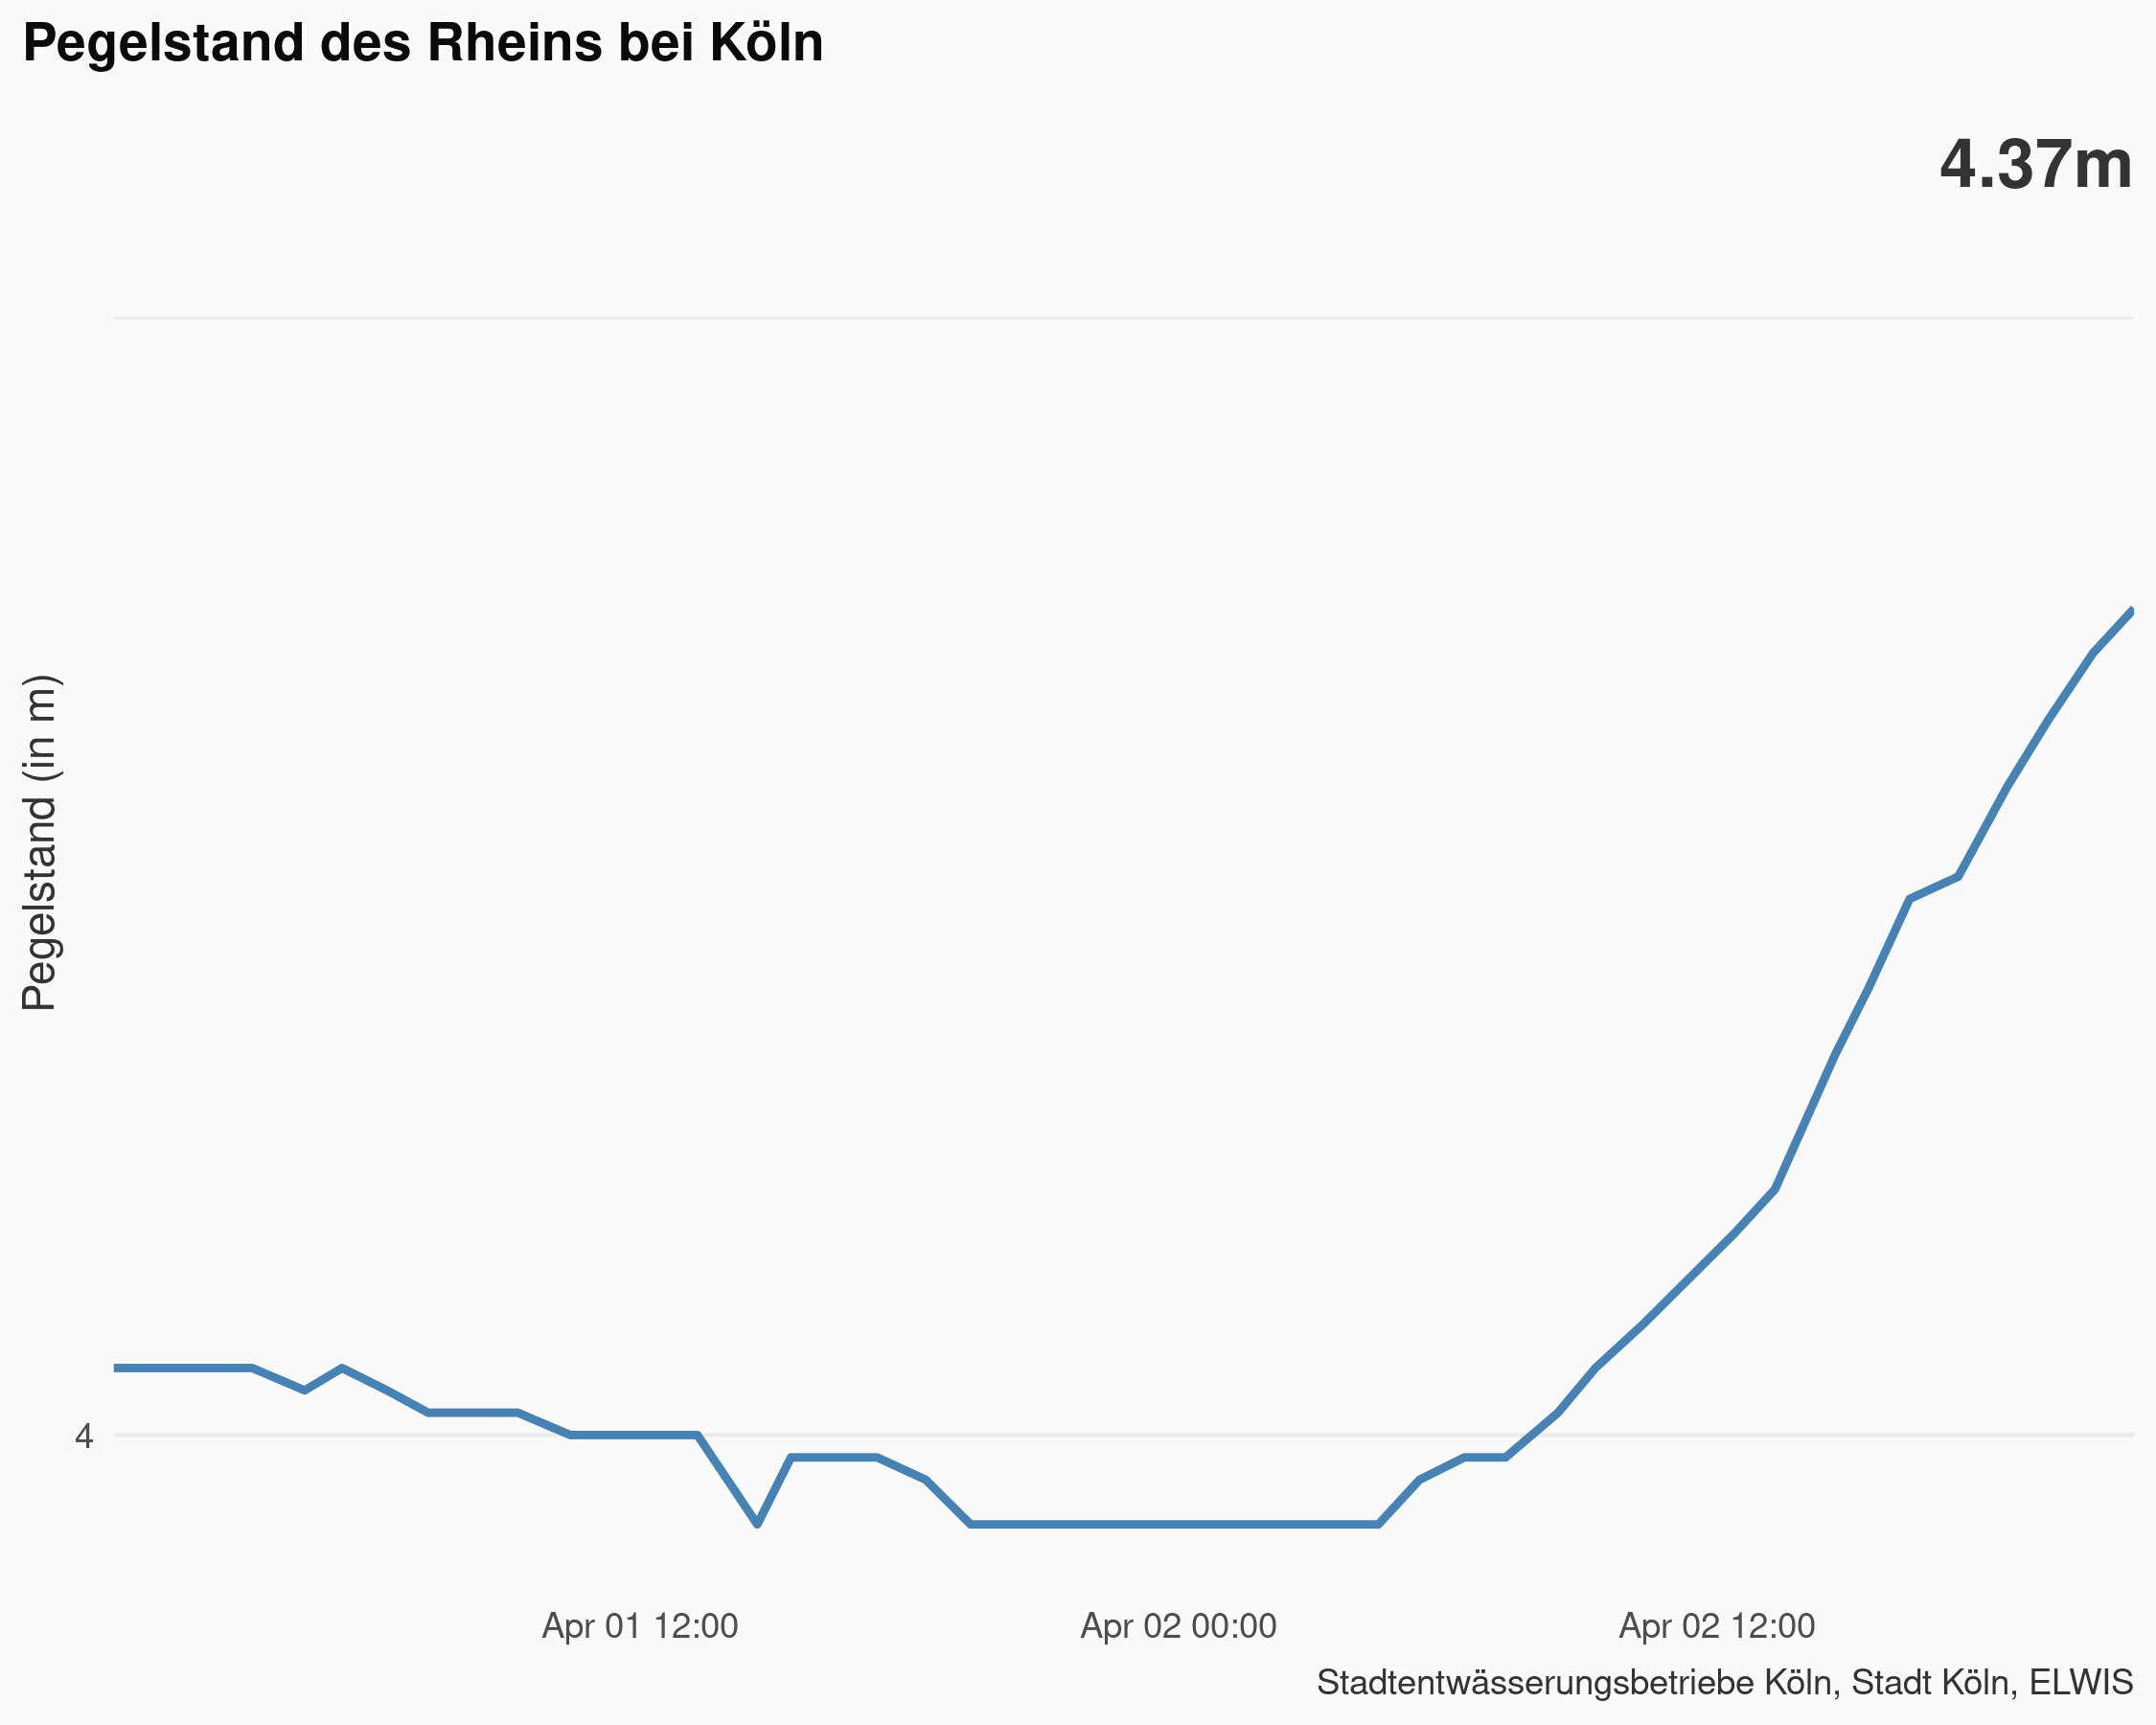 Pegelstand des Rheins bei Köln
4.37m
Pegelstand (in m)
4
Apr 01 12:00
Apr 02 00:00
Apr 02 12:00
Stadtentwässerungsbetriebe Köln, Stadt Köln, ELWIS